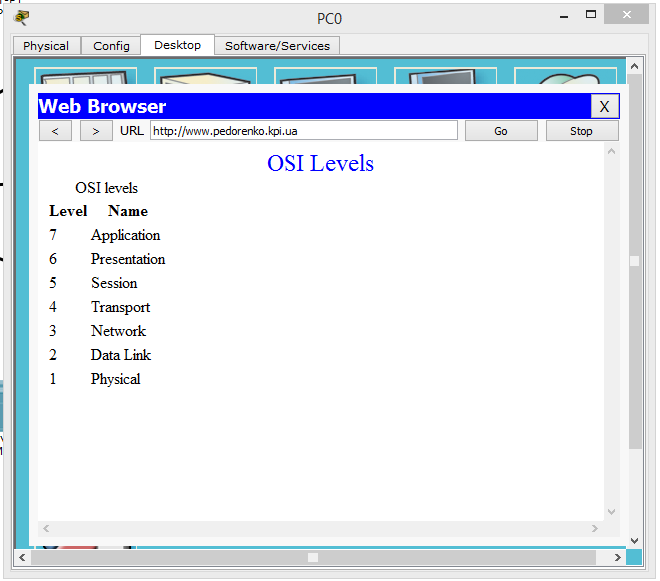 PC0
Physical Config Desktop Software/Services
Web Browser X
< > URL http://www.pedorenko.kpi.ua Go Stop
OSI Levels
OSI levels
Level Name
7 Application
6 Presentation
5 Session
4 Transport
3 Network
2 Data Link
1 Physical